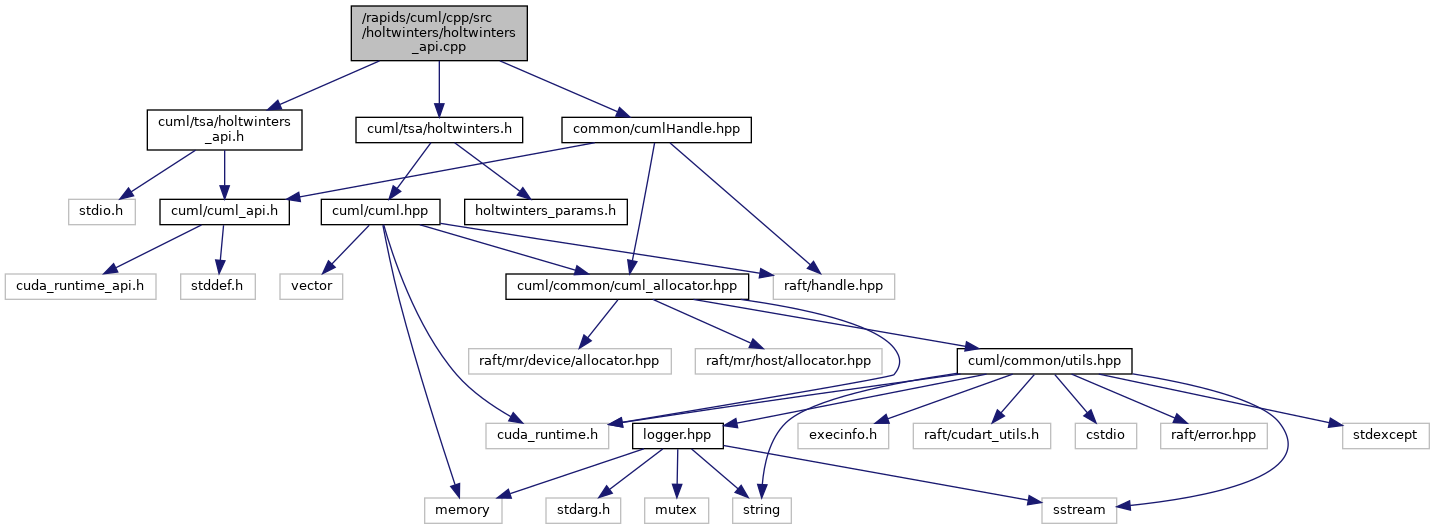 /rapids/cuml/cpp/src
/holtwinters/holtwinters
_api.cpp
cuml/tsa/holtwinters
_api.h
cuml/tsa/holtwinters.h
common/cumlHandle.hpp
stdio.h
cuml/cuml_api.h
cuml/cuml.hpp
holtwinters_params.h
cuda_runtime_api.h
stddef.h
vector
cuml/common/cuml_allocator.hpp
raft/handle.hpp
raft/mr/device/allocator.hpp
raft/mr/host/allocator.hpp
cuml/common/utils.hpp
cuda_runtime.h
logger.hpp
execinfo.h
raft/cudart_utils.h
cstdio
raft/error.hpp
stdexcept
memory
stdarg.h
mutex
string
sstream